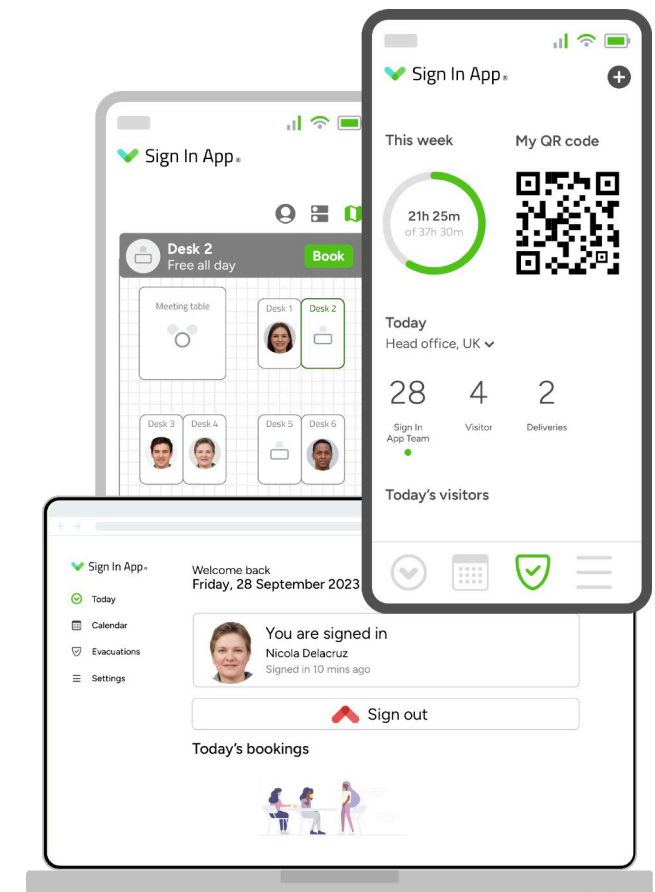 Sign In App®
This week
My QR code
21h 25m
of 37h 30m
Today
Head office, UK
28
4
2
Sign In
App Team
Visitor
Deliveries
Today's visitors
Sign In App®
Desk 2
Free all day
Book
Meeting table
Desk 1
Desk 2
Desk 3
Desk 4
Desk 5
Desk 6
Sign In App®
Today
Calendar
Evacuations
Settings
Welcome back
Friday, 28 September 2023
You are signed in
Nicola Delacruz
Signed in 10 mins ago
Sign out
Today's bookings